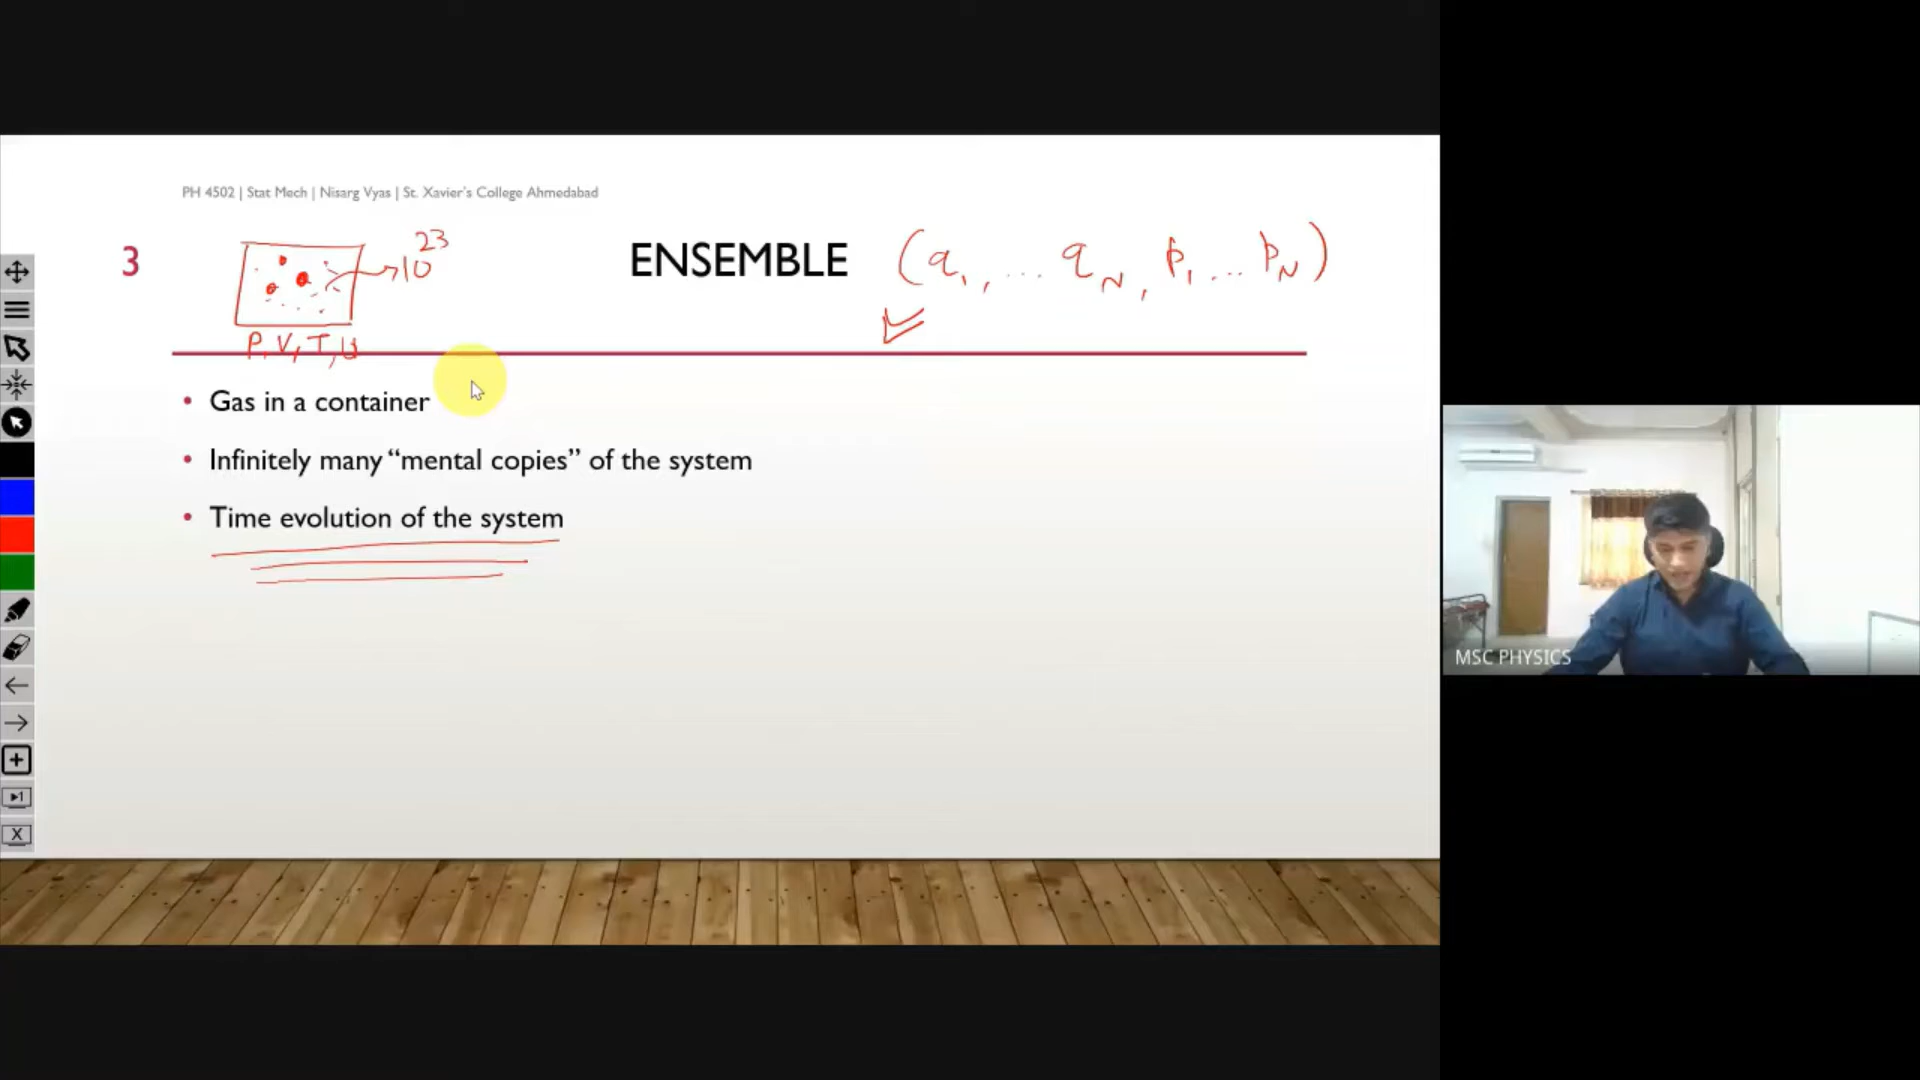 PH 4502 | Stat Mech | Nisarg Vyas | St. Xavier's College Ahmedabad
3
10^23
ENSEMBLE (q1, ... qN, p1 ... pN)
P, V, T, U
• Gas in a container
• Infinitely many “mental copies” of the system
• Time evolution of the system
MSC PHYSICS